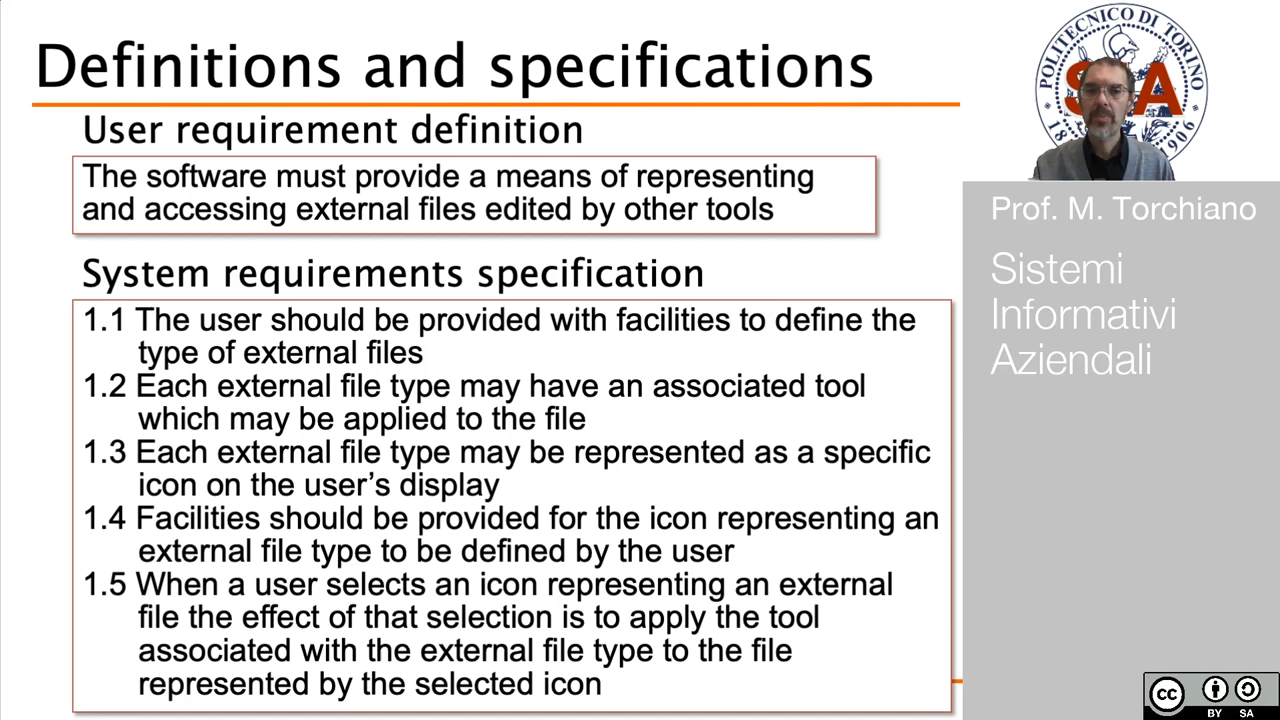 Definitions and specifications
User requirement definition
The software must provide a means of representing
and accessing external files edited by other tools
System requirements specification
1.1 The user should be provided with facilities to define the
type of external files
1.2 Each external file type may have an associated tool
which may be applied to the file
1.3 Each external file type may be represented as a specific
icon on the user’s display
1.4 Facilities should be provided for the icon representing an
external file type to be defined by the user
1.5 When a user selects an icon representing an external
file the effect of that selection is to apply the tool
associated with the external file type to the file
represented by the selected icon
POLITECNICO DI TORINO
S A
Prof. M. Torchiano
Sistemi
Informativi
Aziendali
cc
BY SA